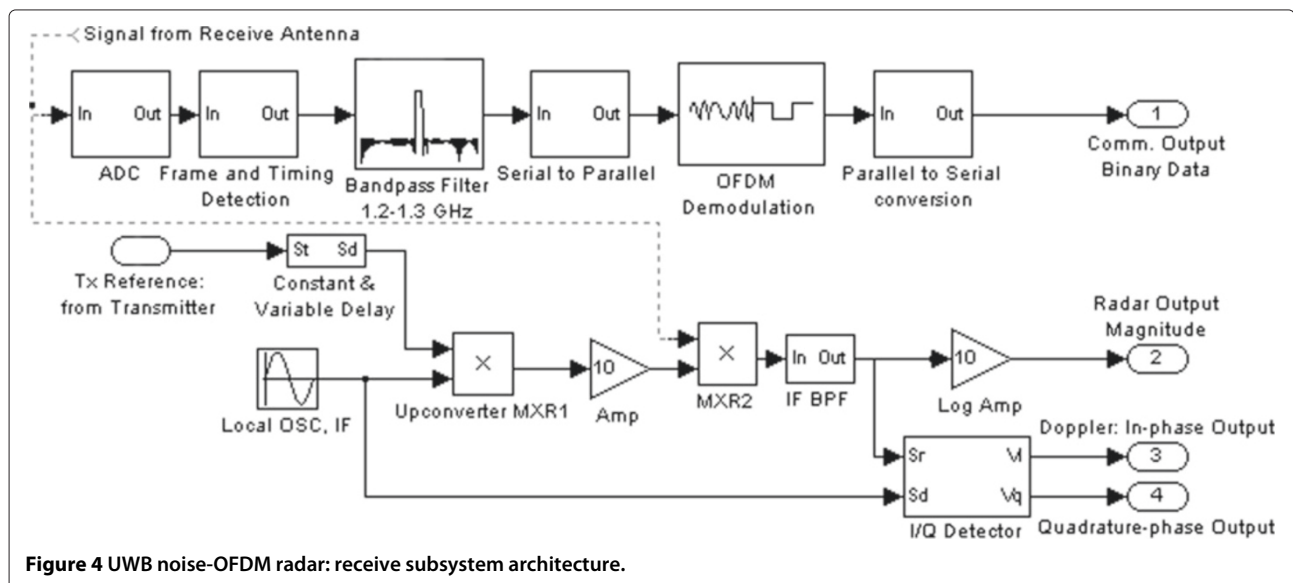 Signal from Receive Antenna
In Out
ADC
In Out
Frame and Timing
Detection
Bandpass Filter
1.2-1.3 GHz
In Out
Serial to Parallel
OFDM
Demodulation
In Out
Parallel to Serial
conversion
1
Comm. Output
Binary Data
Tx Reference:
from Transmitter
St Sd
Constant &
Variable Delay
Local OSC, IF
×
Upconverter MXR1
10
Amp
×
MXR2
In Out
IF BPF
10
Log Amp
Radar Output
Magnitude
2
Sr VI
Sd Vq
I/Q Detector
Doppler: In-phase Output
3
4
Quadrature-phase Output
Figure 4 UWB noise-OFDM radar: receive subsystem architecture.